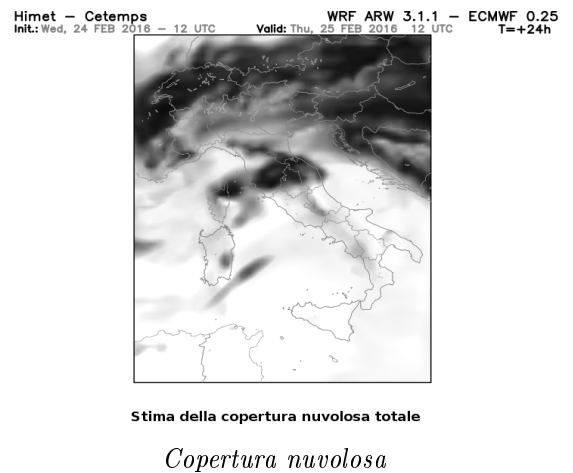 Himet – Cetemps WRF ARW 3.1.1 – ECMWF 0.25
Init.: Wed, 24 FEB 2016 – 12 UTC Valid: Thu, 25 FEB 2016 12 UTC T=+24h
Stima della copertura nuvolosa totale
Copertura nuvolosa